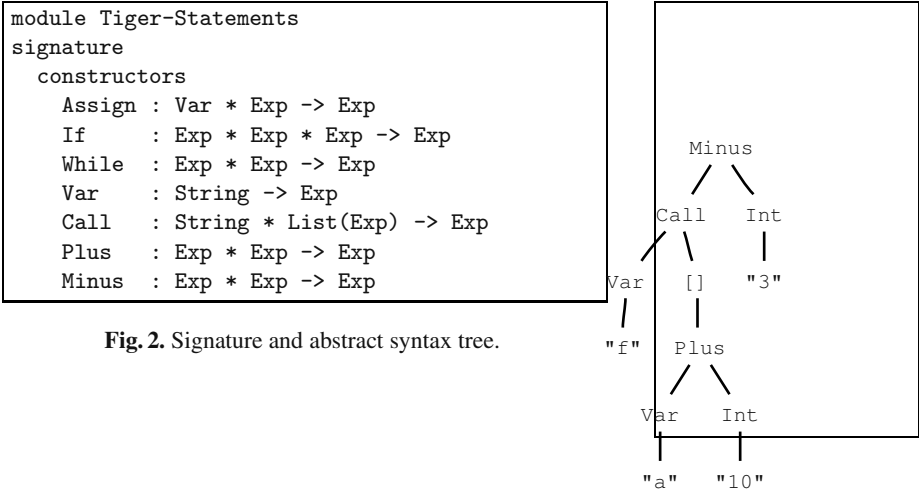 module Tiger-Statements
signature
constructors
Assign : Var * Exp -> Exp
If : Exp * Exp * Exp -> Exp
While : Exp * Exp -> Exp
Var : String -> Exp
Call : String * List(Exp) -> Exp
Plus : Exp * Exp -> Exp
Minus : Exp * Exp -> Exp
Fig. 2. Signature and abstract syntax tree.
Minus
Call Int
Var [] "3"
"f" Plus
Var Int
"a" "10"